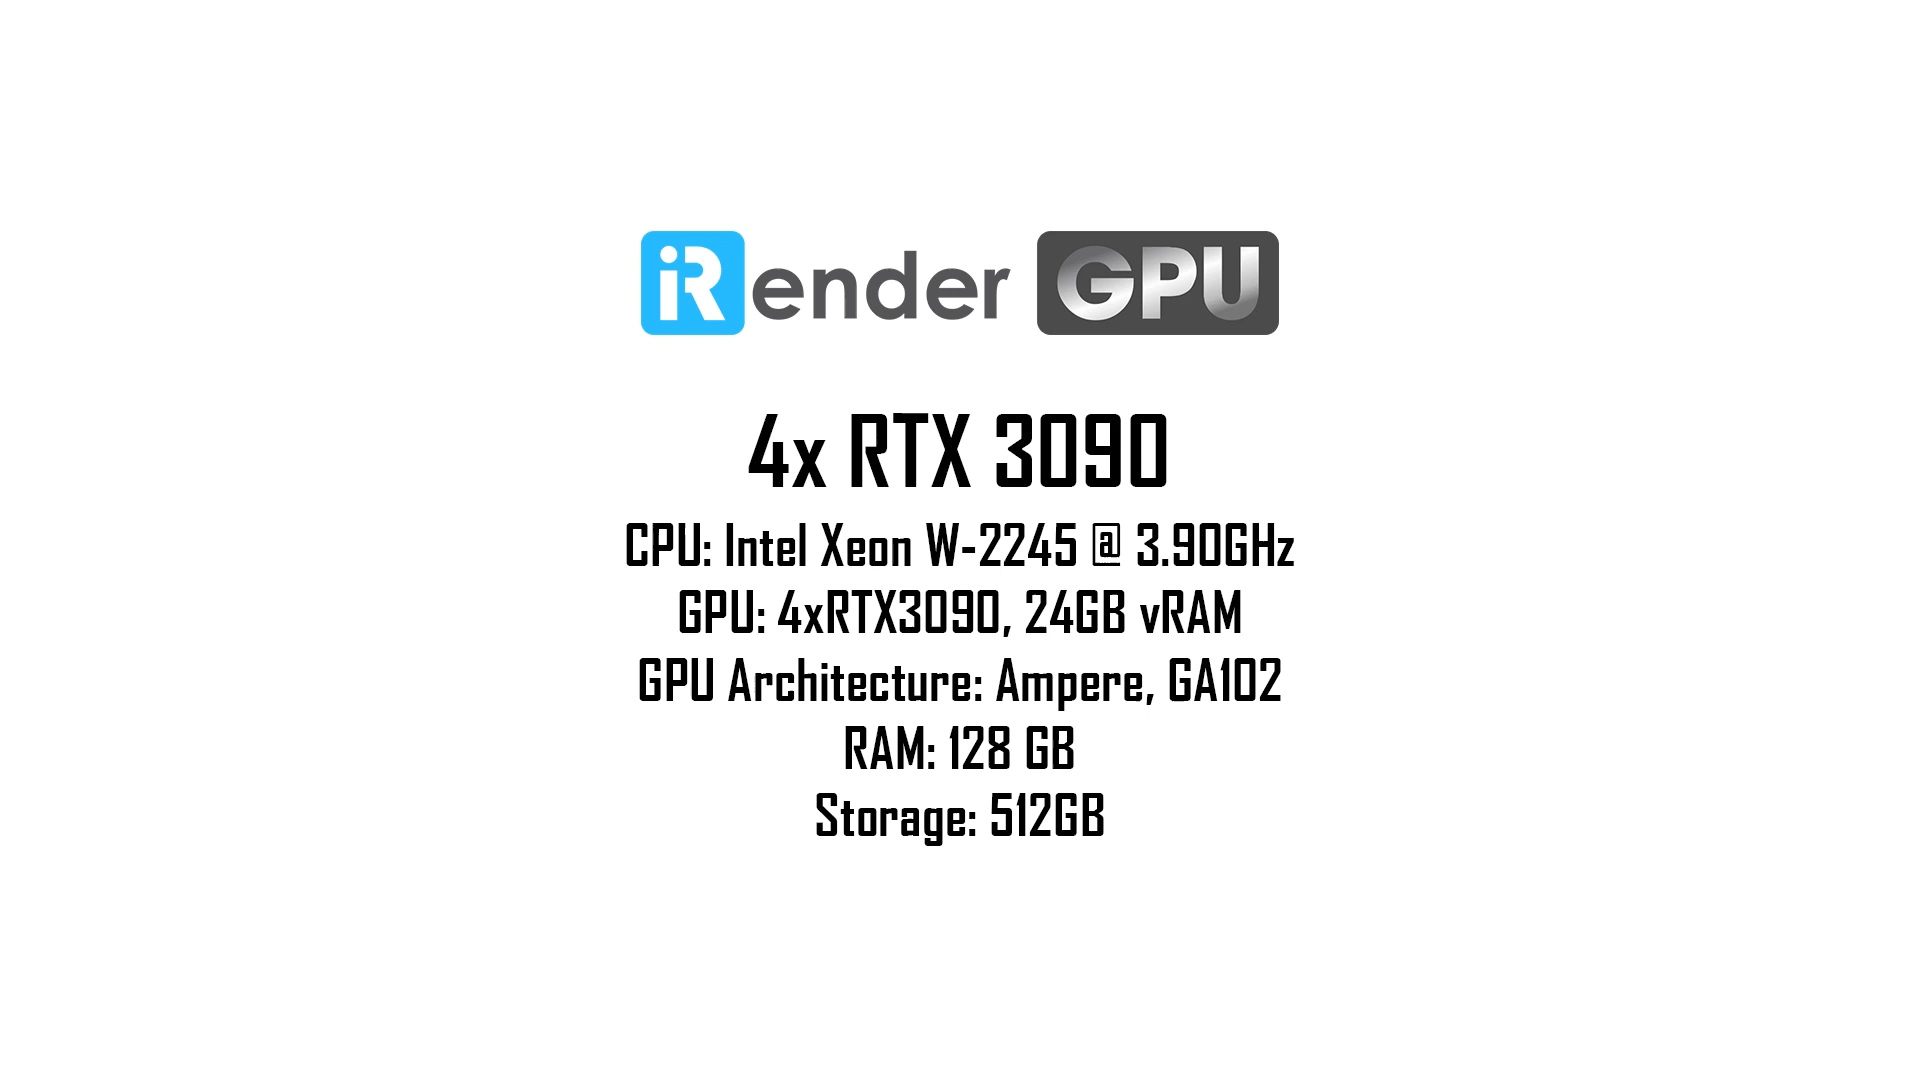 iRender GPU
4x RTX 3090
CPU: Intel Xeon W-2245 @ 3.90GHz
GPU: 4xRTX3090, 24GB vRAM
GPU Architecture: Ampere, GA102
RAM: 128 GB
Storage: 512GB